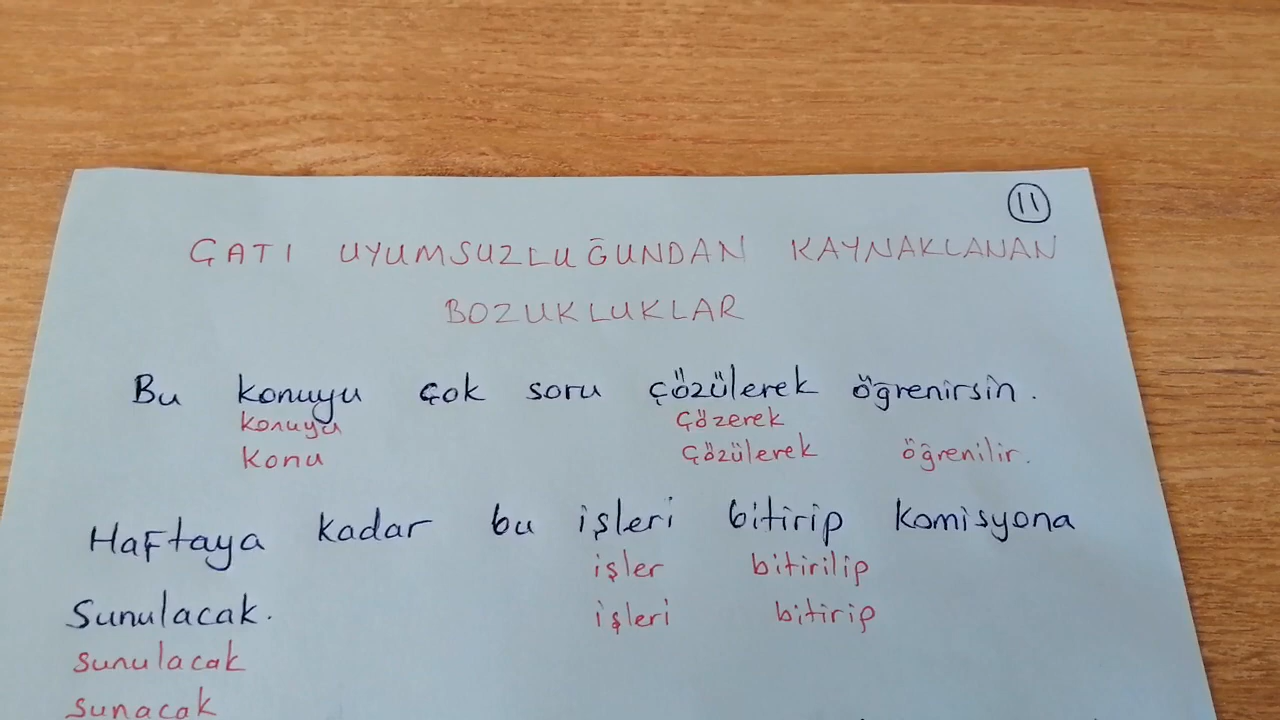 11
ÇATI UYUMSUZLUĞUNDAN KAYNAKLANAN
BOZUKLUKLAR
Bu konuyu çok soru çözülerek öğrenirsin.
konuyu çözerek
konu çözülerek öğrenilir.
Haftaya kadar bu işleri bitirip komisyona
işler bitirilip
Sunulacak.
işleri bitirip
sunulacak
sunacak